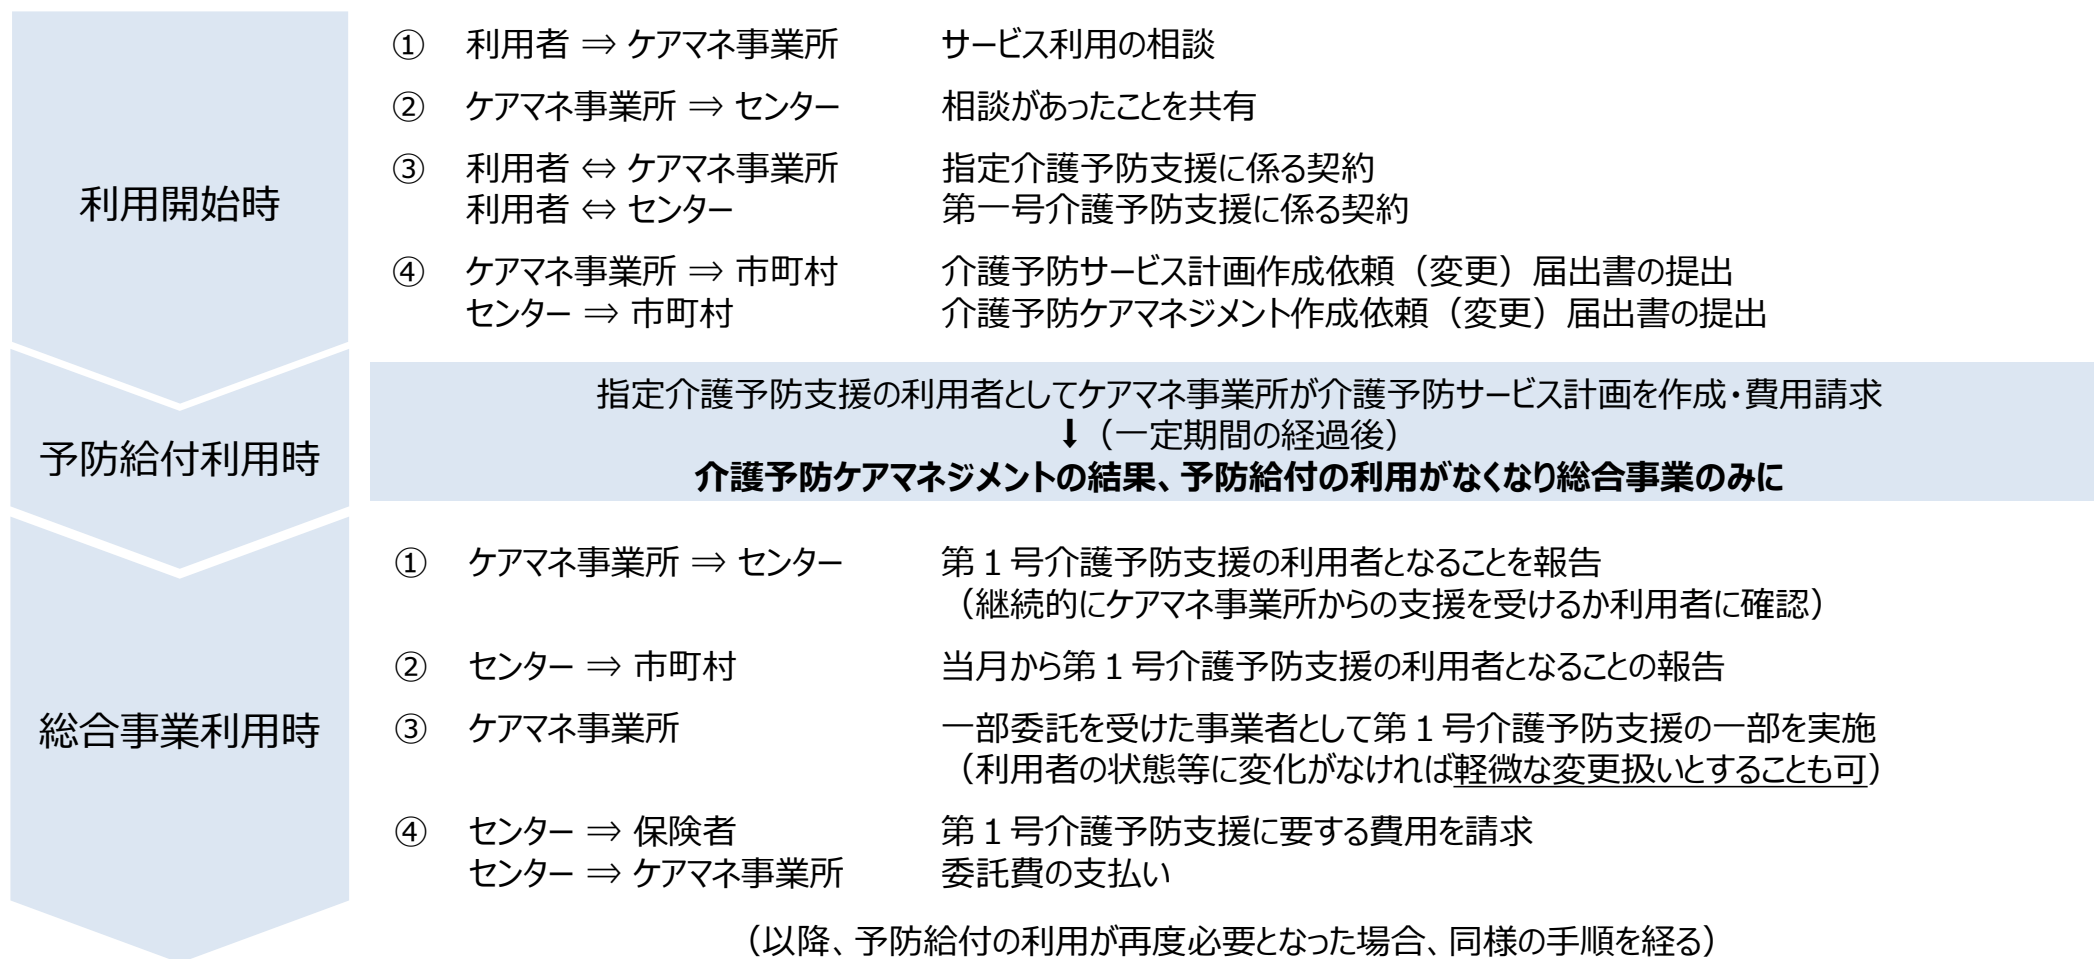 利用開始時
① 利用者 ⇒ ケアマネ事業所 サービス利用の相談
② ケアマネ事業所 ⇒ センター 相談があったことを共有
③ 利用者 ⇔ ケアマネ事業所 指定介護予防支援に係る契約
利用者 ⇔ センター 第一号介護予防支援に係る契約
④ ケアマネ事業所 ⇒ 市町村 介護予防サービス計画作成依頼（変更）届出書の提出
センター ⇒ 市町村 介護予防ケアマネジメント作成依頼（変更）届出書の提出
予防給付利用時
指定介護予防支援の利用者としてケアマネ事業所が介護予防サービス計画を作成・費用請求
⬇（一定期間の経過後）
介護予防ケアマネジメントの結果、予防給付の利用がなくなり総合事業のみに
総合事業利用時
① ケアマネ事業所 ⇒ センター 第１号介護予防支援の利用者となることを報告
（継続的にケアマネ事業所からの支援を受けるか利用者に確認）
② センター ⇒ 市町村 当月から第１号介護予防支援の利用者となることの報告
③ ケアマネ事業所 一部委託を受けた事業者として第１号介護予防支援の一部を実施
（利用者の状態等に変化がなければ軽微な変更扱いとすることも可）
④ センター ⇒ 保険者 第１号介護予防支援に要する費用を請求
センター ⇒ ケアマネ事業所 委託費の支払い
（以降、予防給付の利用が再度必要となった場合、同様の手順を経る）